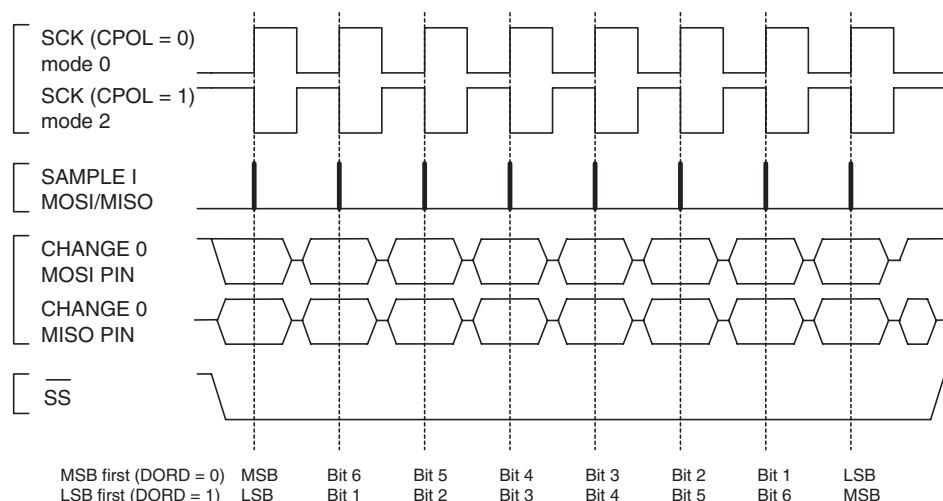 SCK (CPOL = 0)
mode 0
SCK (CPOL = 1)
mode 2
SAMPLE I
MOSI/MISO
CHANGE 0
MOSI PIN
CHANGE 0
MISO PIN
SS
MSB first (DORD = 0) MSB Bit 6 Bit 5 Bit 4 Bit 3 Bit 2 Bit 1 LSB
LSB first (DORD = 1) LSB Bit 1 Bit 2 Bit 3 Bit 4 Bit 5 Bit 6 MSB